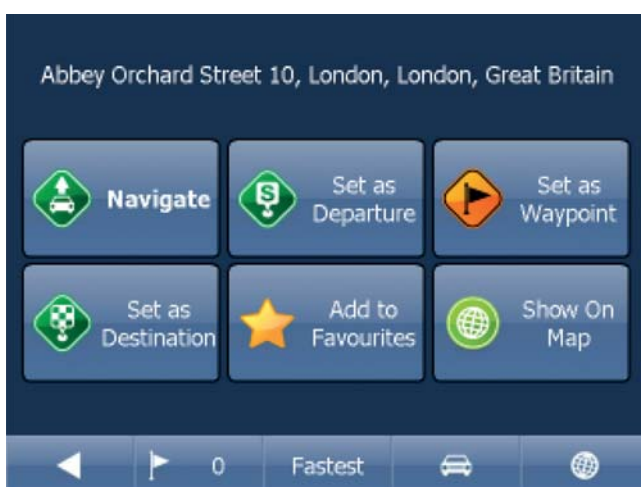 Abbey Orchard Street 10, London, London, Great Britain
Navigate
S
Set as
Departure
Set as
Waypoint
Set as
Destination
Add to
Favourites
Show On
Map
0
Fastest